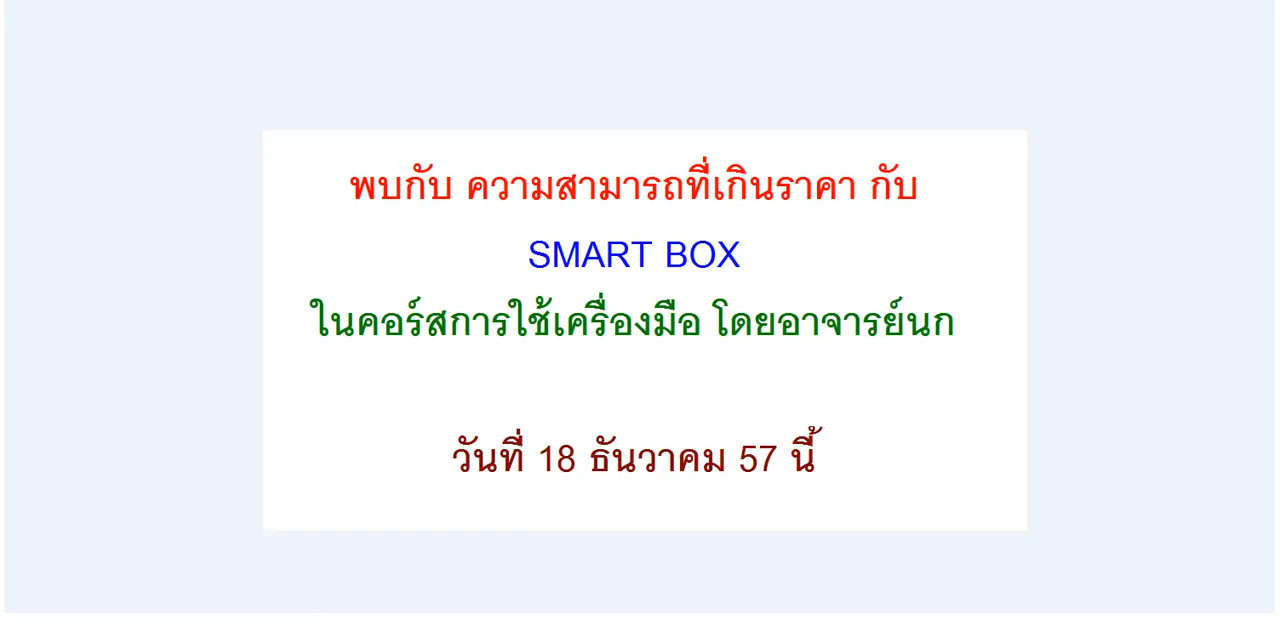 พบกับ ความสามารถที่เกินราคา กับ
SMART BOX
ในคอร์สการใช้เครื่องมือ โดยอาจารย์นก
วันที่ 18 ธันวาคม 57 นี้